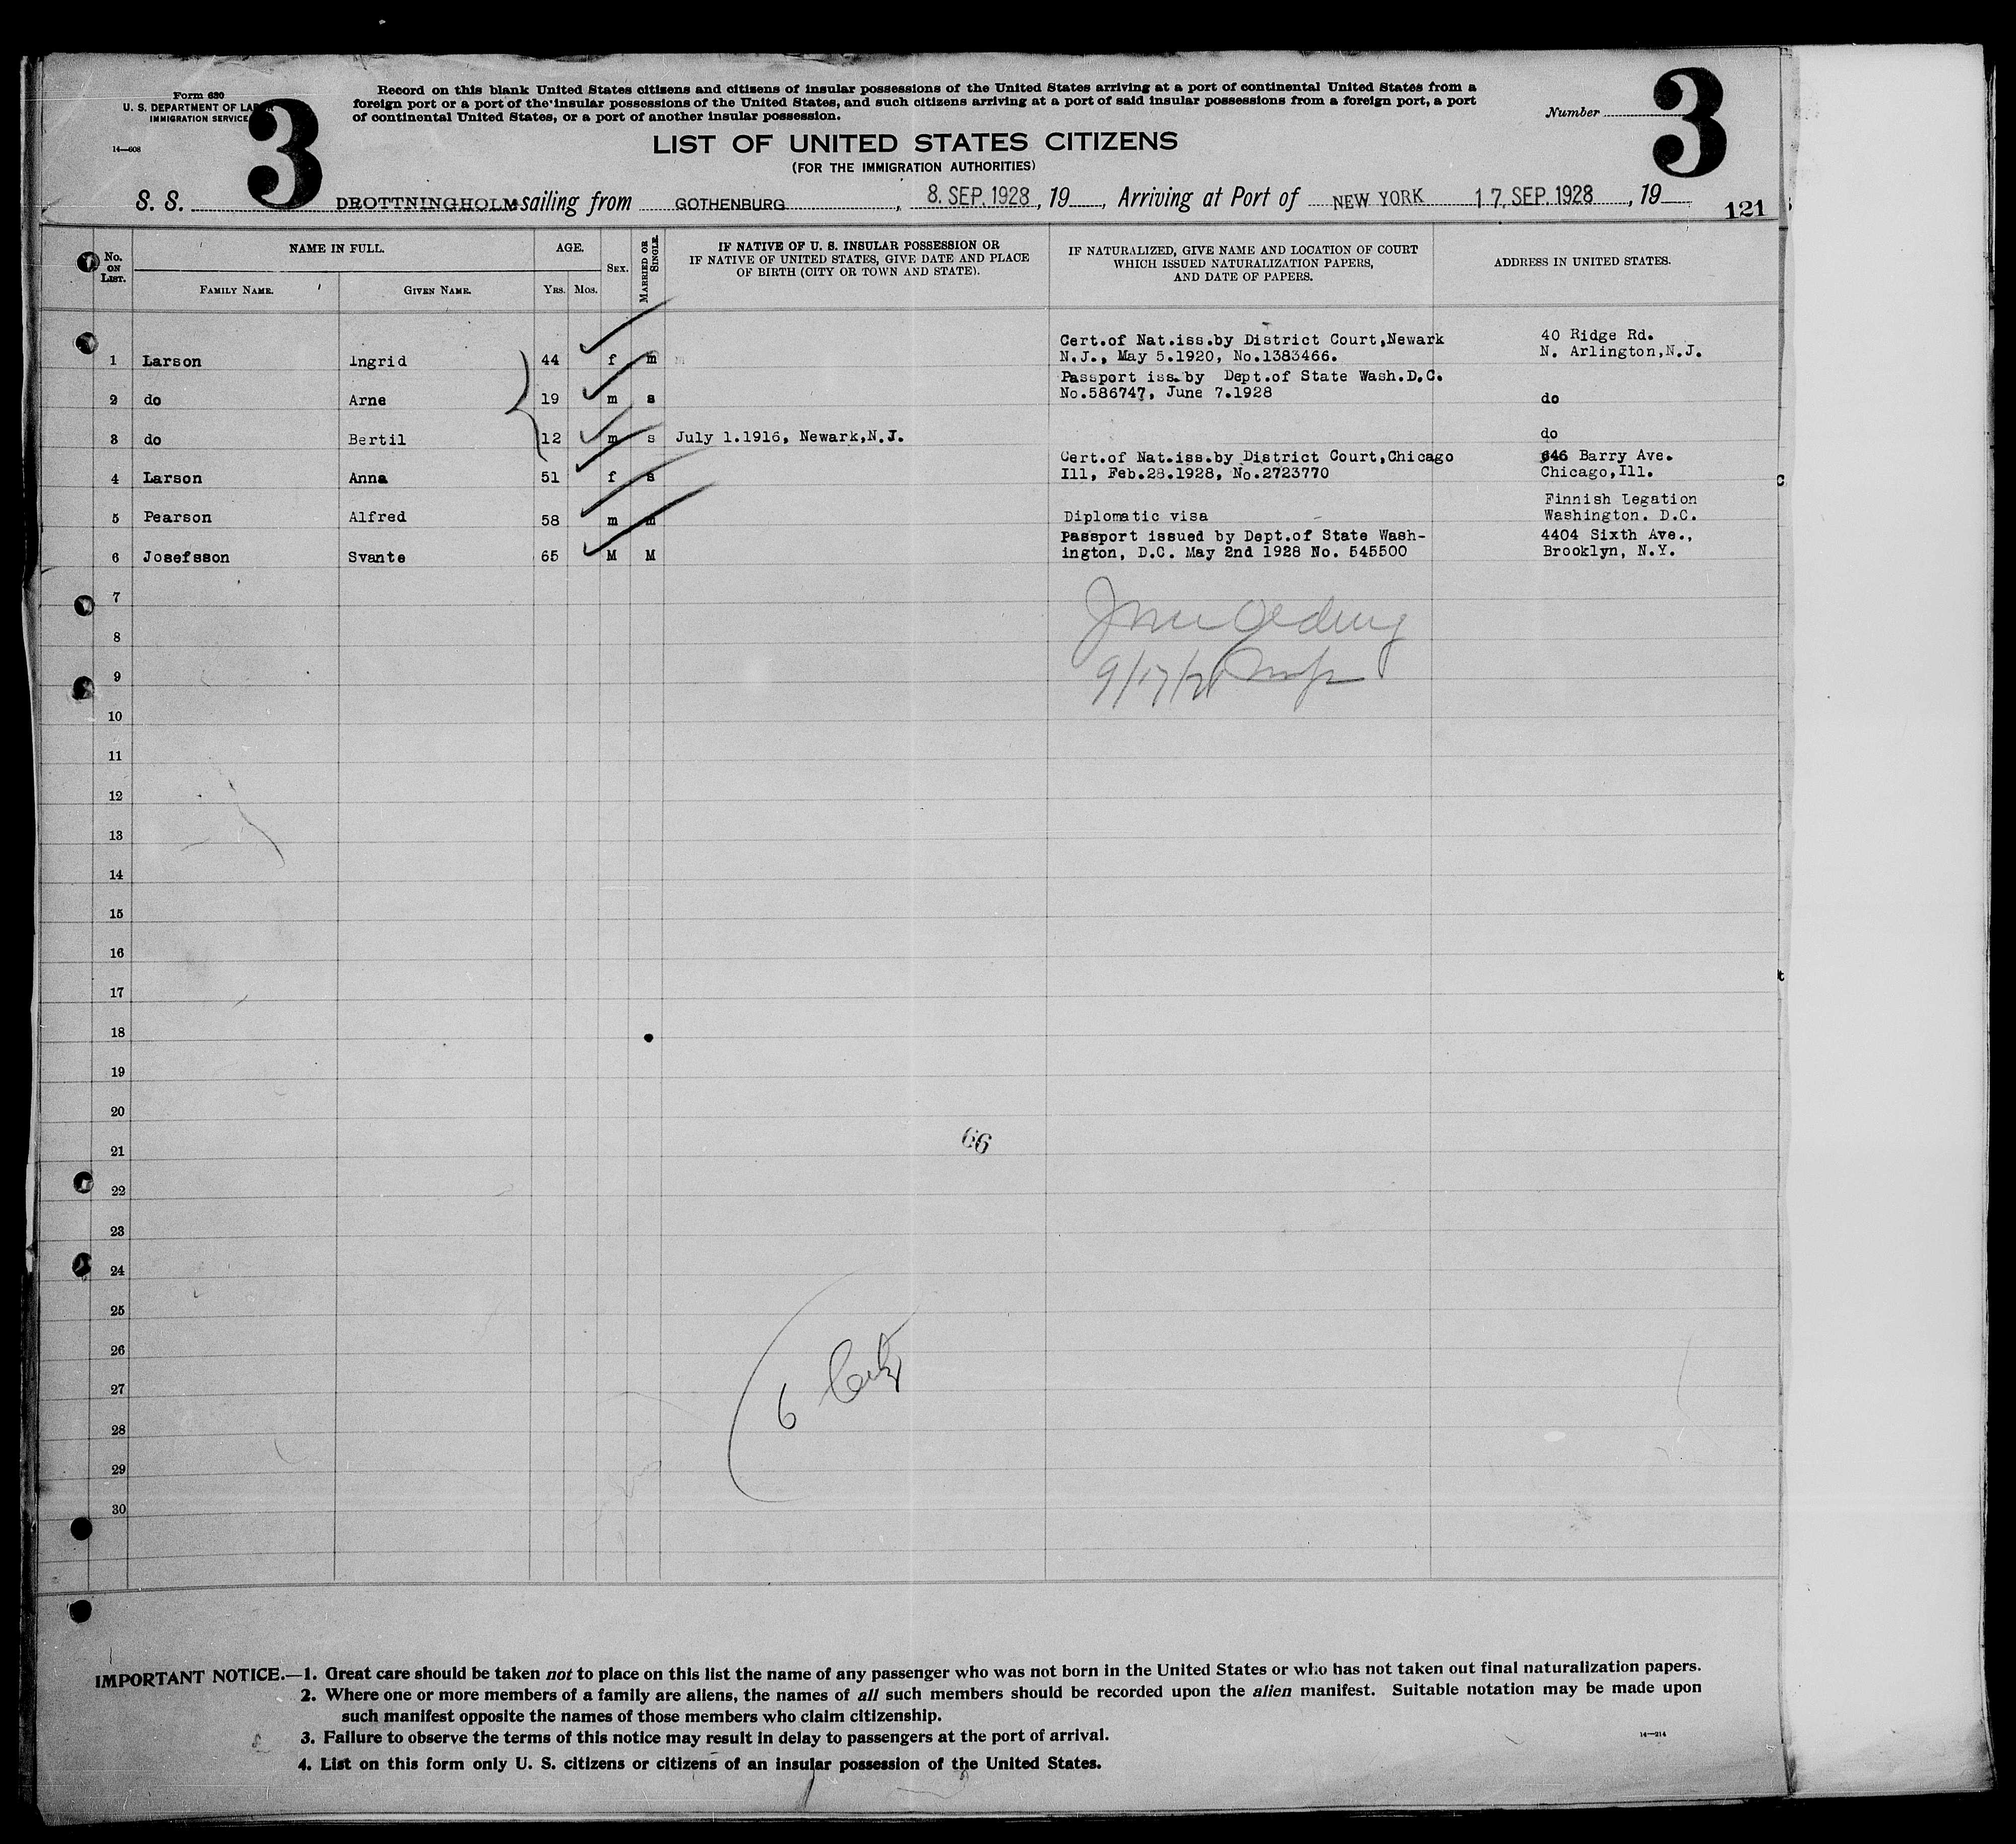 Form 630
U. S. DEPARTMENT OF LABOR
IMMIGRATION SERVICE
14—608
3
Record on this blank United States citizens and citizens of insular possessions of the United States arriving at a port of continental United States from a
foreign port or a port of the insular possessions of the United States, and such citizens arriving at a port of said insular possessions from a foreign port, a port
of continental United States, or a port of another insular possession.
Number
3
LIST OF UNITED STATES CITIZENS
(FOR THE IMMIGRATION AUTHORITIES)
S. S. DROTTNINGHOLM sailing from GOTHENBURG, 8. SEP. 1928, 19, Arriving at Port of NEW YORK 17. SEP. 1928, 19
121
No. ON LIST.
NAME IN FULL.
FAMILY NAME. GIVEN NAME.
AGE.
YRS. MOS.
SEX.
MARRIED OR SINGLE.
IF NATIVE OF U. S. INSULAR POSSESSION OR
IF NATIVE OF UNITED STATES, GIVE DATE AND PLACE
OF BIRTH (CITY OR TOWN AND STATE).
IF NATURALIZED, GIVE NAME AND LOCATION OF COURT
WHICH ISSUED NATURALIZATION PAPERS,
AND DATE OF PAPERS.
ADDRESS IN UNITED STATES.
1 Larson Ingrid 44 f m Cert.of Nat.iss.by District Court,Newark 40 Ridge Rd.
N.J., May 5.1920, No.1383466. N. Arlington,N.J.
2 do Arne 19 m s Passport iss.by Dept.of State Wash.D.C.
No.586747, June 7.1928 do
3 do Bertil 12 m s July 1.1916, Newark,N.J. do
4 Larson Anna 51 f s Cert.of Nat.iss.by District Court,Chicago 646 Barry Ave.
Ill, Feb.28.1928, No.2723770 Chicago,Ill.
5 Pearson Alfred 58 m m Diplomatic visa Finnish Legation
Washington. D.C.
6 Josefsson Svante 65 M M Passport issued by Dept.of State Wash- 4404 Sixth Ave.,
ington, D.C. May 2nd 1928 No. 545500 Brooklyn, N.Y.
7
8
9
10
11
12
13
14
15
16
17
18
19
20
21
66
22
23
24
25
26
27
6
28
29
30
IMPORTANT NOTICE.—1. Great care should be taken not to place on this list the name of any passenger who was not born in the United States or who has not taken out final naturalization papers.
2. Where one or more members of a family are aliens, the names of all such members should be recorded upon the alien manifest. Suitable notation may be made upon
such manifest opposite the names of those members who claim citizenship.
3. Failure to observe the terms of this notice may result in delay to passengers at the port of arrival.
14—214
4. List on this form only U. S. citizens or citizens of an insular possession of the United States.